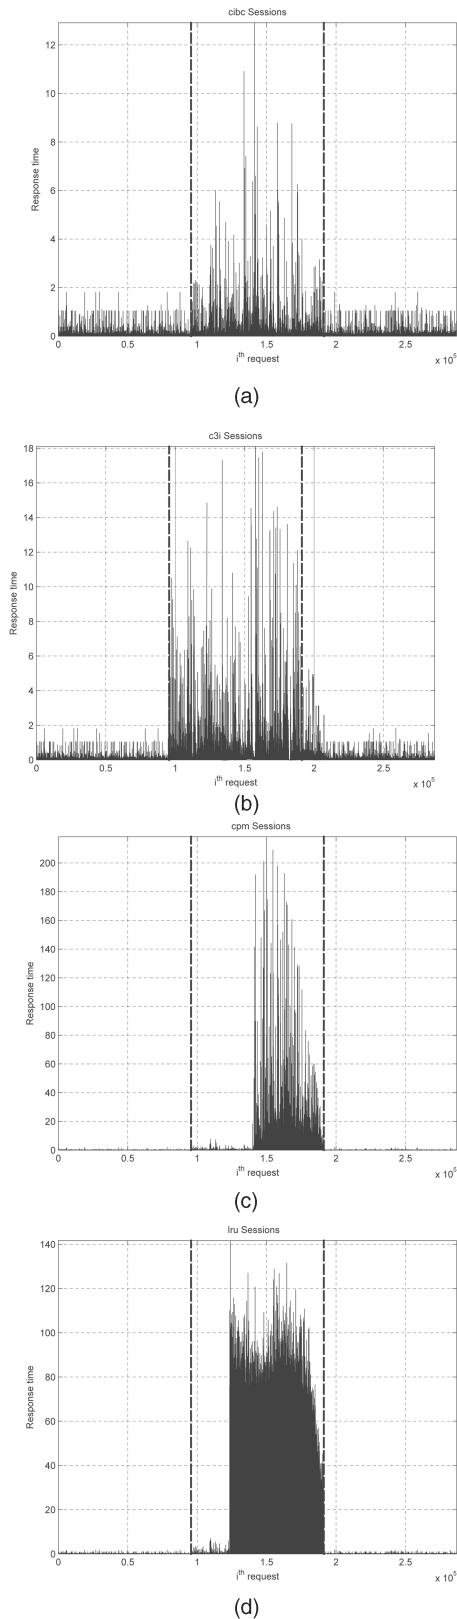 cibc Sessions
12
10
8
6
4
2
0
Response time
0 0.5 1 1.5 2 2.5
i^th request
x 10^5
(a)
c3i Sessions
18
16
14
12
10
8
6
4
2
0
Response time
0 0.5 1 1.5 2 2.5
i^th request
x 10^5
(b)
cpm Sessions
200
180
160
140
120
100
80
60
40
20
0
Response time
0 0.5 1 1.5 2 2.5
i^th request
x 10^5
(c)
lru Sessions
140
120
100
80
60
40
20
0
Response time
0 0.5 1 1.5 2 2.5
i^th request
x 10^5
(d)